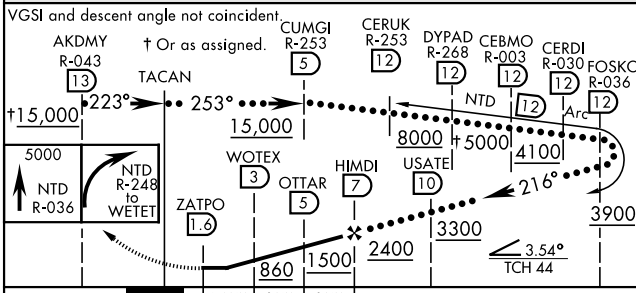 VGSI and descent angle not coincident.
† Or as assigned.
AKDMY
R-043
13
TACAN
CUMGI
R-253
5
CERUK
R-253
12
DYPAD
R-268
12
CEBMO
R-003
12
CERDI
R-030
12
FOSKO
R-036
12
†15,000
223°
253°
15,000
NTD
12
Arc
8000
†5000
4100
216°
3900
5000
NTD
R-036
NTD
R-248
to
WETET
ZATPO
1.6
WOTEX
3
OTTAR
5
HIMDI
7
USATE
10
860
1500
2400
3300
3.54°
TCH 44